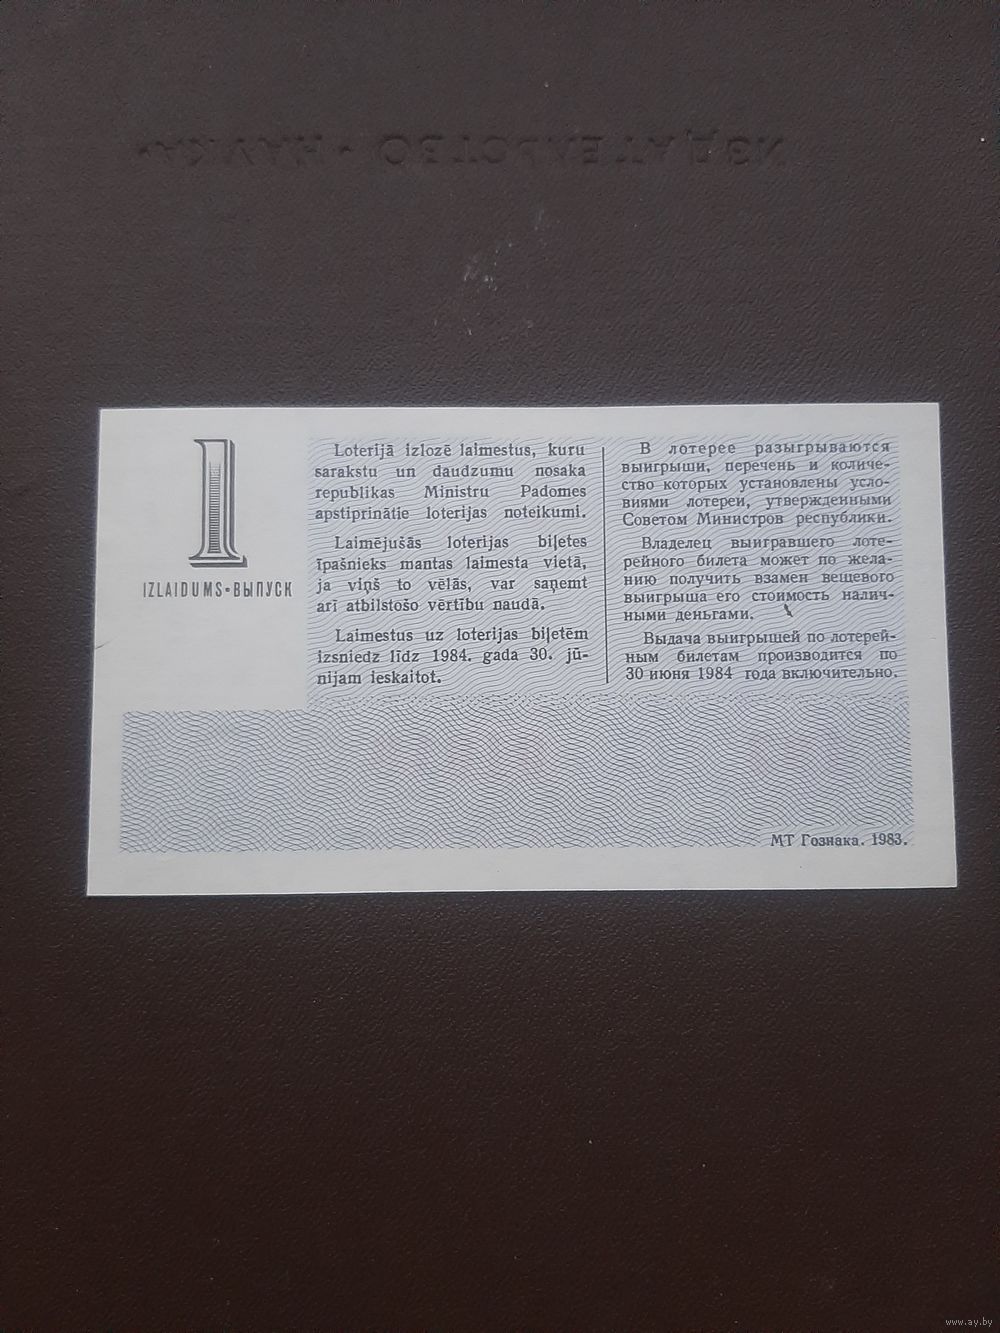 ИЗДАТЕЛЬСТВО · НАУКА ·
1
IZLAIDUMS•ВЫПУСК
Loterijā izlozē laimestus, kuru
sarakstu un daudzumu nosaka
republikas Ministru Padomes
apstiprinātie loterijas noteikumi.
Laimējušās loterijas biļetes
īpašnieks mantas laimesta vietā,
ja viņš to vēlās, var saņemt
arī atbilstošo vērtību naudā.
Laimestus uz loterijas biļetēm
izsniedz līdz 1984. gada 30. jū-
nijam ieskaitot.
В лотерее разыгрываются
выигрыши, перечень и количе-
ство которых установлены усло-
виями лотереи, утвержденными
Советом Министров республики.
Владелец выигравшего лоте-
рейного билета может по жела-
нию получить взамен вещевого
выигрыша его стоимость налич-
ными деньгами.
Выдача выигрышей по лотерей-
ным билетам производится по
30 июня 1984 года включительно.
МТ Гознака. 1983.
www.ay.by